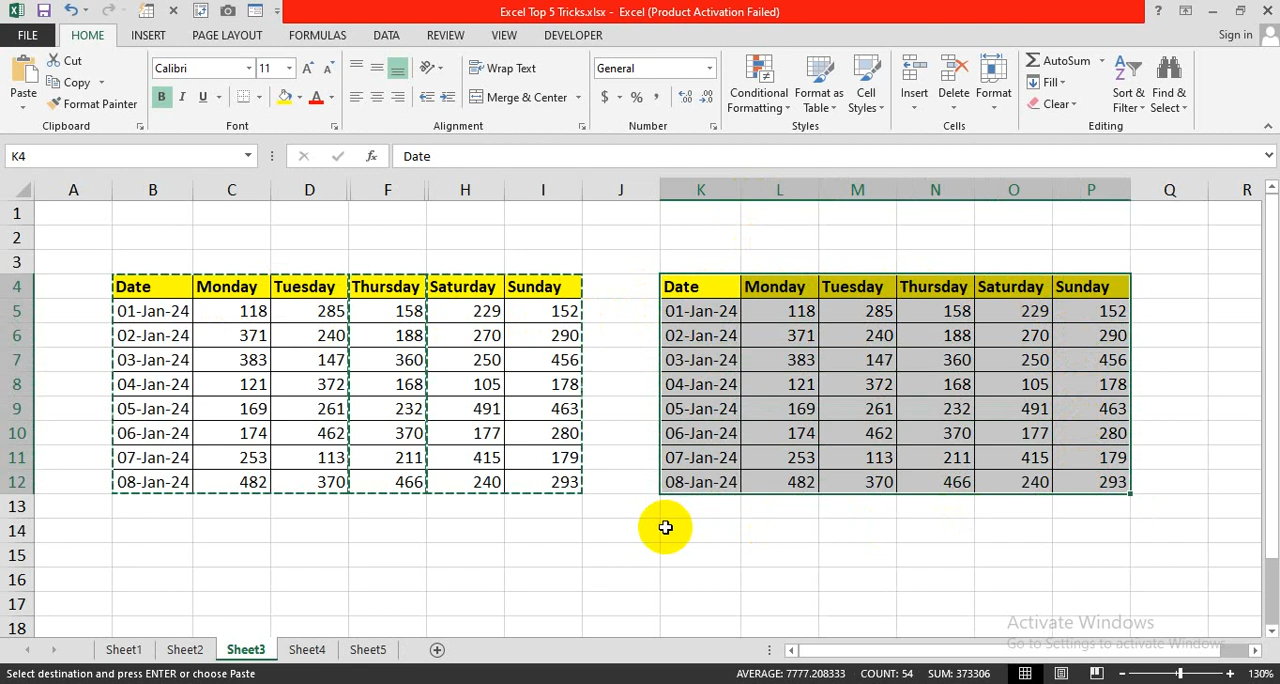 Excel Top 5 Tricks.xlsx - Excel (Product Activation Failed)
FILE HOME INSERT PAGE LAYOUT FORMULAS DATA REVIEW VIEW DEVELOPER Sign in
Paste Cut Copy Format Painter Clipboard
Calibri 11 B I U A Font
Wrap Text Merge & Center Alignment
General $ % , Number
Conditional Formatting Format as Table Cell Styles Styles
Insert Delete Format Cells
AutoSum Fill Clear Sort & Filter Find & Select Editing
K4 fx Date
A B C D F H I J K L M N O P Q R
1
2
3
4 Date Monday Tuesday Thursday Saturday Sunday Date Monday Tuesday Thursday Saturday Sunday
5 01-Jan-24 118 285 158 229 152 01-Jan-24 118 285 158 229 152
6 02-Jan-24 371 240 188 270 290 02-Jan-24 371 240 188 270 290
7 03-Jan-24 383 147 360 250 456 03-Jan-24 383 147 360 250 456
8 04-Jan-24 121 372 168 105 178 04-Jan-24 121 372 168 105 178
9 05-Jan-24 169 261 232 491 463 05-Jan-24 169 261 232 491 463
10 06-Jan-24 174 462 370 177 280 06-Jan-24 174 462 370 177 280
11 07-Jan-24 253 113 211 415 179 07-Jan-24 253 113 211 415 179
12 08-Jan-24 482 370 466 240 293 08-Jan-24 482 370 466 240 293
13
14
15
16
17
18
Activate Windows
Go to Settings to activate Windows
Sheet1 Sheet2 Sheet3 Sheet4 Sheet5
Select destination and press ENTER or choose Paste AVERAGE: 7777.208333 COUNT: 54 SUM: 373306 130%